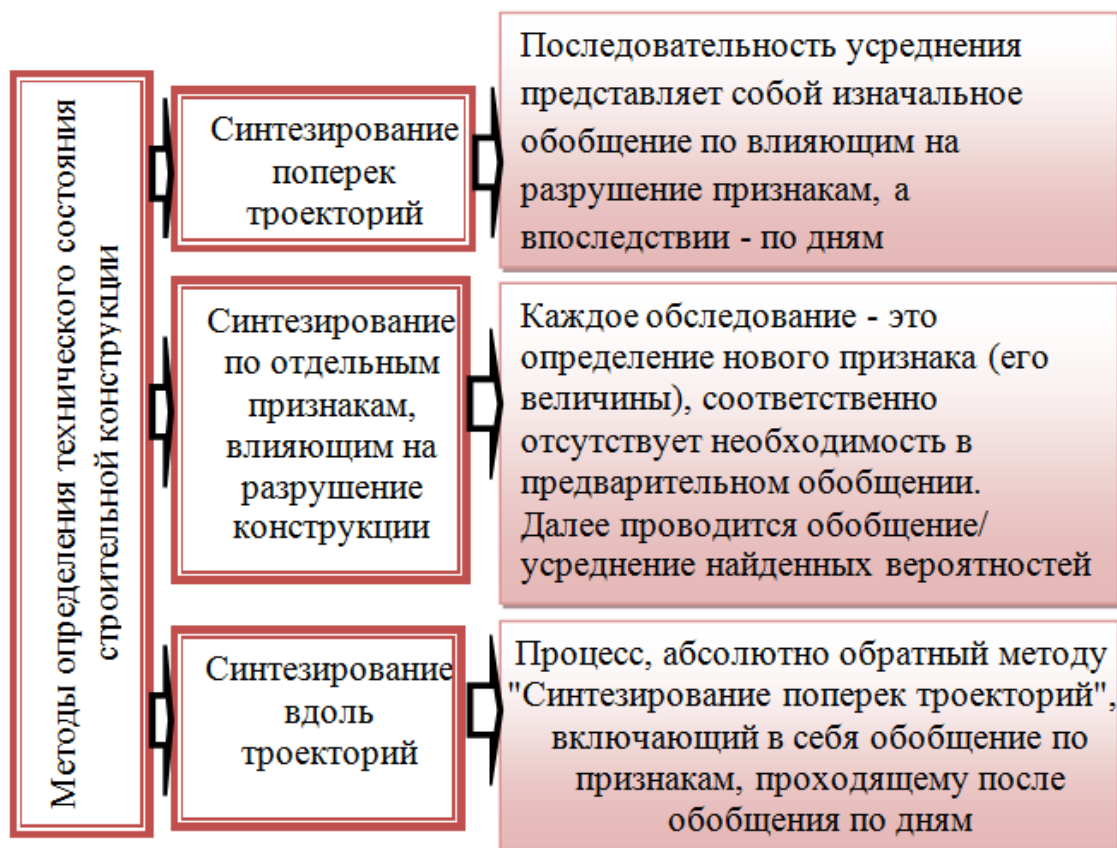 Методы определения технического состояния
строительной конструкции
Синтезирование
поперек
троекторий
Последовательность усреднения
представляет собой изначальное
обобщение по влияющим на
разрушение признакам, а
впоследствии - по дням
Синтезирование
по отдельным
признакам,
влияющим на
разрушение
конструкции
Каждое обследование - это
определение нового признака (его
величины), соответственно
отсутствует необходимость в
предварительном обобщении.
Далее проводится обобщение/
усреднение найденных вероятностей
Синтезирование
вдоль
троекторий
Процесс, абсолютно обратный методу
"Синтезирование поперек троекторий",
включающий в себя обобщение по
признакам, проходящему после
обобщения по дням